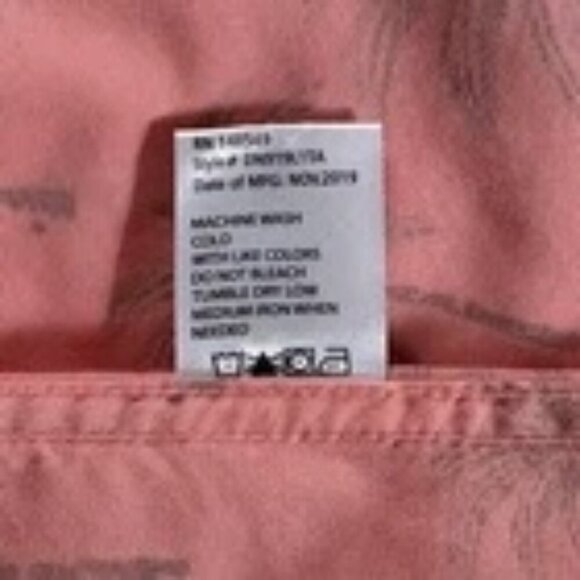 Style#
Date of MFG: NOV.2019
MACHINE WASH
COLD
WITH LIKE COLORS
DO NOT BLEACH
TUMBLE DRY LOW
MEDIUM IRON WHEN
NEEDED